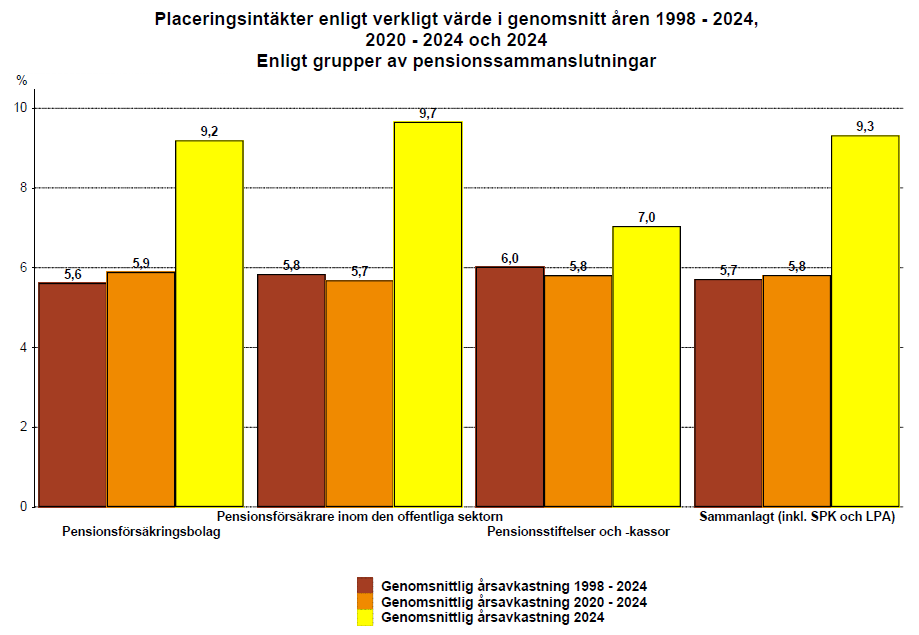 Placeringsintäkter enligt verkligt värde i genomsnitt åren 1998 - 2024,
2020 - 2024 och 2024
Enligt grupper av pensionssammanslutningar
%
10
8
6
4
2
0
5,6
5,9
9,2
5,8
5,7
9,7
6,0
5,8
7,0
5,7
5,8
9,3
Pensionsförsäkringsbolag
Pensionsförsäkrare inom den offentliga sektorn
Pensionsstiftelser och -kassor
Sammanlagt (inkl. SPK och LPA)
Genomsnittlig årsavkastning 1998 - 2024
Genomsnittlig årsavkastning 2020 - 2024
Genomsnittlig årsavkastning 2024